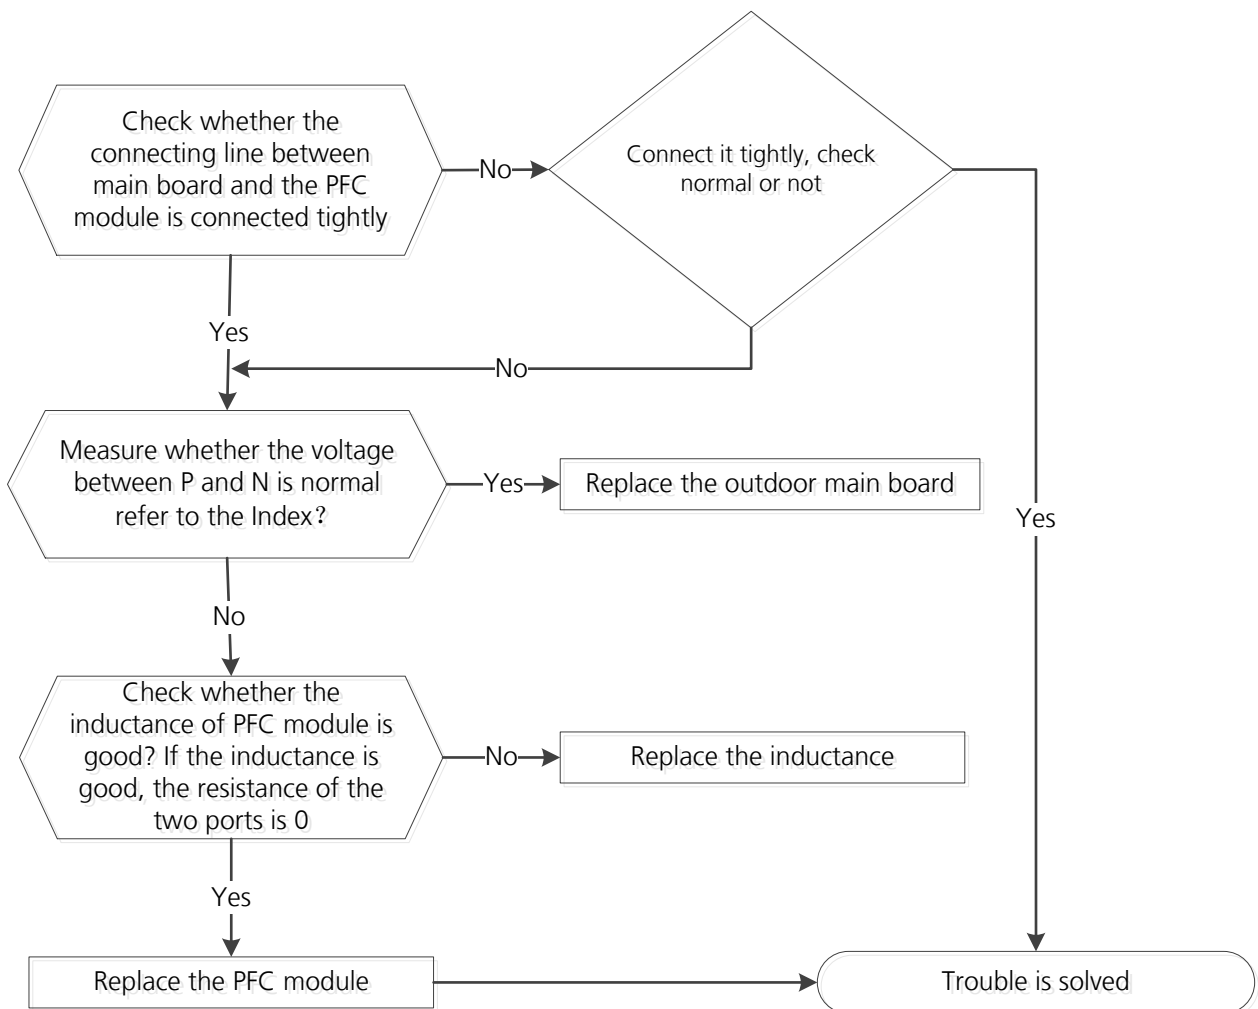 Check whether the
connecting line between
main board and the PFC
module is connected tightly
No
Connect it tightly, check
normal or not
Yes
No
Measure whether the voltage
between P and N is normal
refer to the Index？
Yes
Replace the outdoor main board
Yes
No
Check whether the
inductance of PFC module is
good? If the inductance is
good, the resistance of the
two ports is 0
No
Replace the inductance
Yes
Replace the PFC module
Trouble is solved